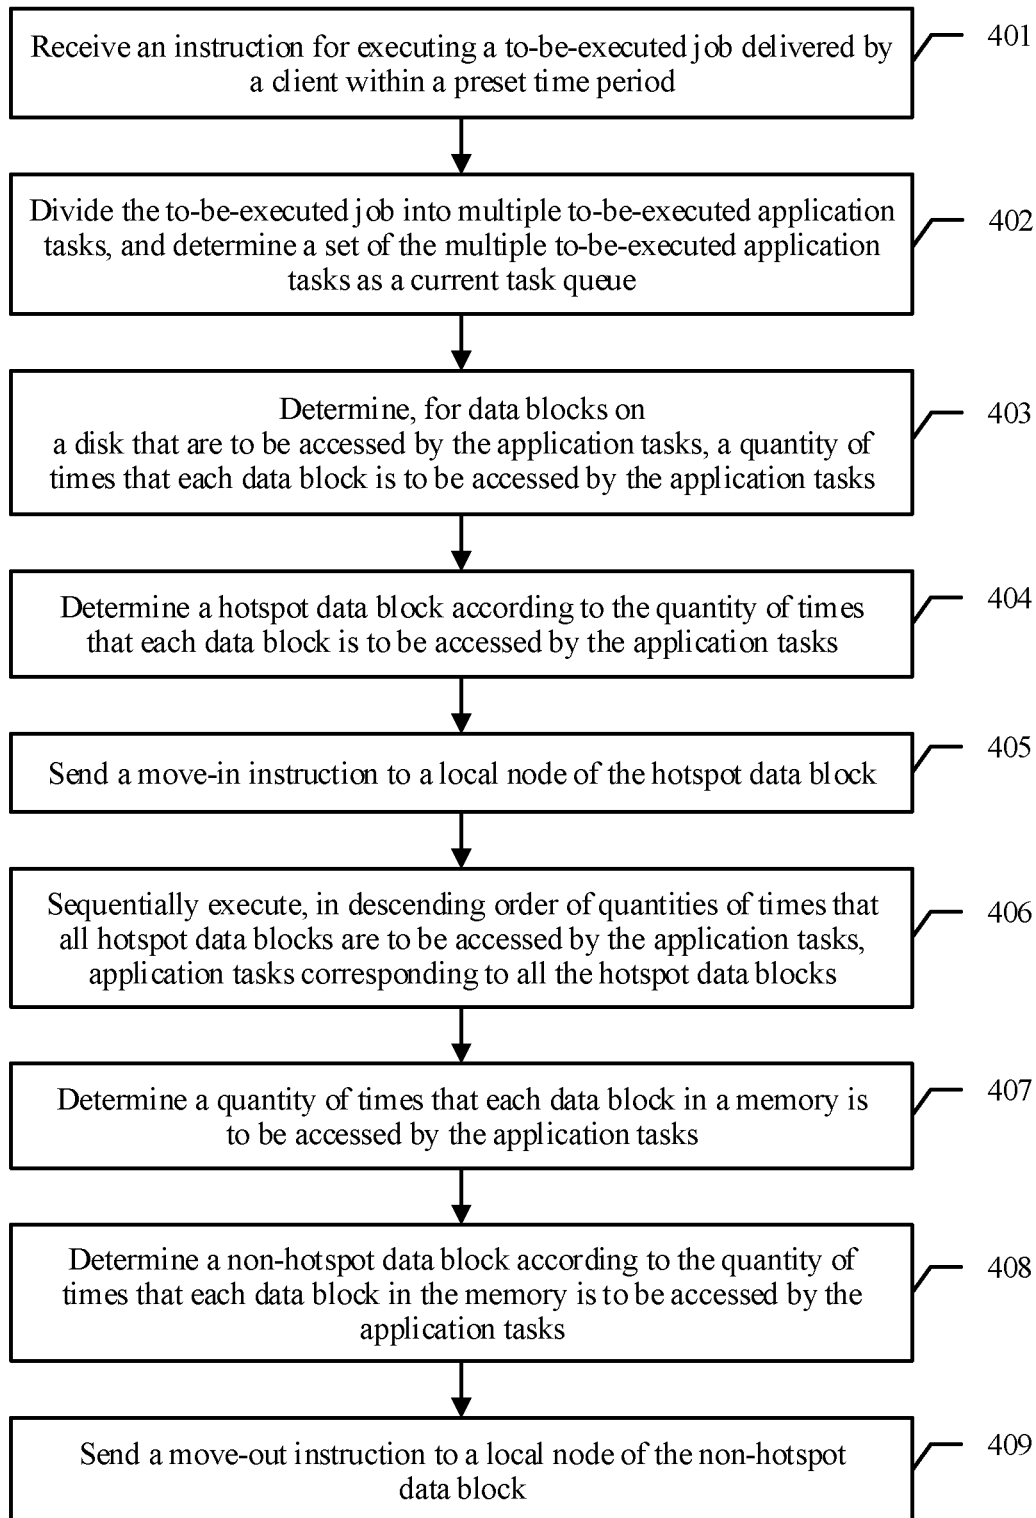 Receive an instruction for executing a to-be-executed job delivered by
a client within a preset time period
401
Divide the to-be-executed job into multiple to-be-executed application
tasks, and determine a set of the multiple to-be-executed application
tasks as a current task queue
402
Determine, for data blocks on
a disk that are to be accessed by the application tasks, a quantity of
times that each data block is to be accessed by the application tasks
403
Determine a hotspot data block according to the quantity of times
that each data block is to be accessed by the application tasks
404
Send a move-in instruction to a local node of the hotspot data block
405
Sequentially execute, in descending order of quantities of times that
all hotspot data blocks are to be accessed by the application tasks,
application tasks corresponding to all the hotspot data blocks
406
Determine a quantity of times that each data block in a memory is
to be accessed by the application tasks
407
Determine a non-hotspot data block according to the quantity of
times that each data block in the memory is to be accessed by the
application tasks
408
Send a move-out instruction to a local node of the non-hotspot
data block
409